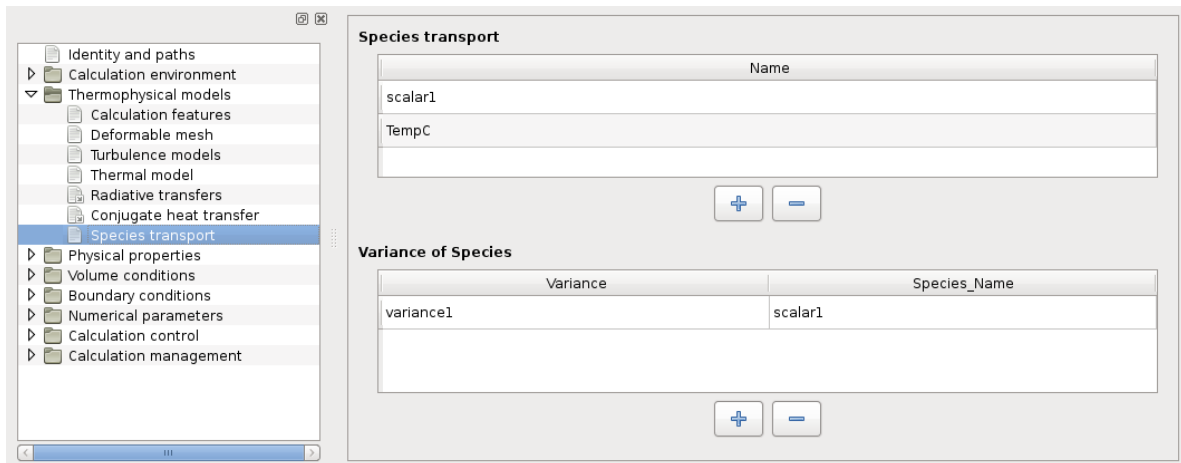 Identity and paths
Calculation environment
Thermophysical models
Calculation features
Deformable mesh
Turbulence models
Thermal model
Radiative transfers
Conjugate heat transfer
Species transport
Physical properties
Volume conditions
Boundary conditions
Numerical parameters
Calculation control
Calculation management
Species transport
Name
scalar1
TempC
Variance of Species
Variance Species_Name
variance1 scalar1